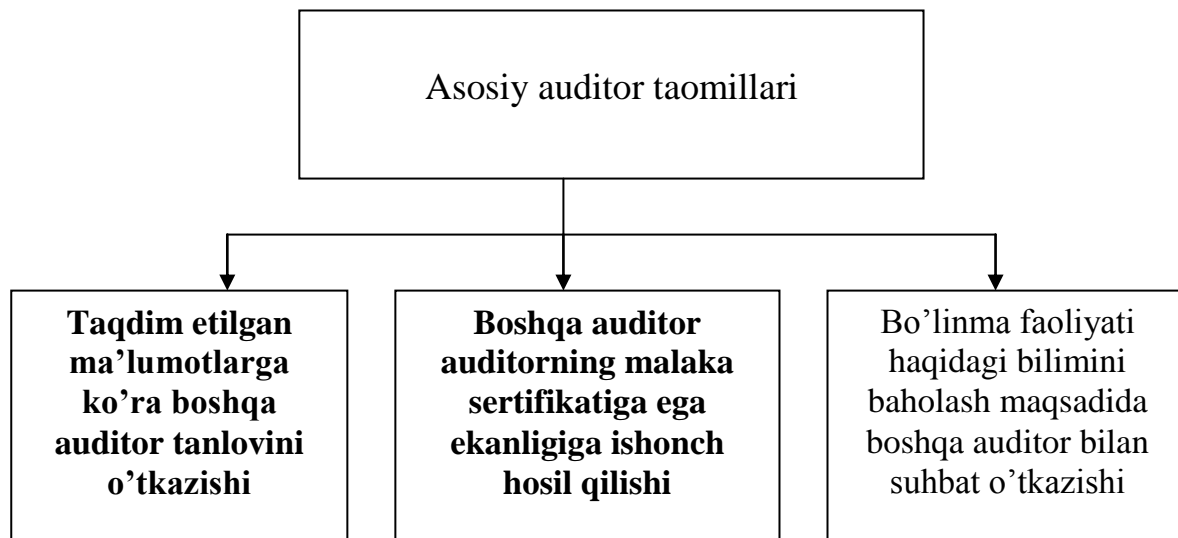 Asosiy auditor taomillari
Taqdim etilgan
ma’lumotlarga
ko’ra boshqa
auditor tanlovini
o’tkazishi
Boshqa auditor
auditorning malaka
sertifikatiga ega
ekanligiga ishonch
hosil qilishi
Bo’linma faoliyati
haqidagi bilimini
baholash maqsadida
boshqa auditor bilan
suhbat o’tkazishi